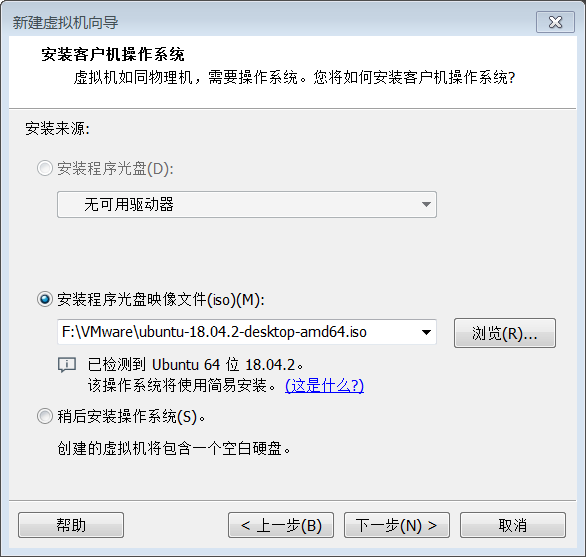 新建虚拟机向导
安装客户机操作系统
虚拟机如同物理机，需要操作系统。您将如何安装客户机操作系统?
安装来源:
安装程序光盘(D):
无可用驱动器
安装程序光盘映像文件(iso)(M):
F:\VMware\ubuntu-18.04.2-desktop-amd64.iso
浏览(R)...
已检测到 Ubuntu 64 位 18.04.2。
该操作系统将使用简易安装。(这是什么?)
稍后安装操作系统(S)。
创建的虚拟机将包含一个空白硬盘。
帮助
< 上一步(B)
下一步(N) >
取消